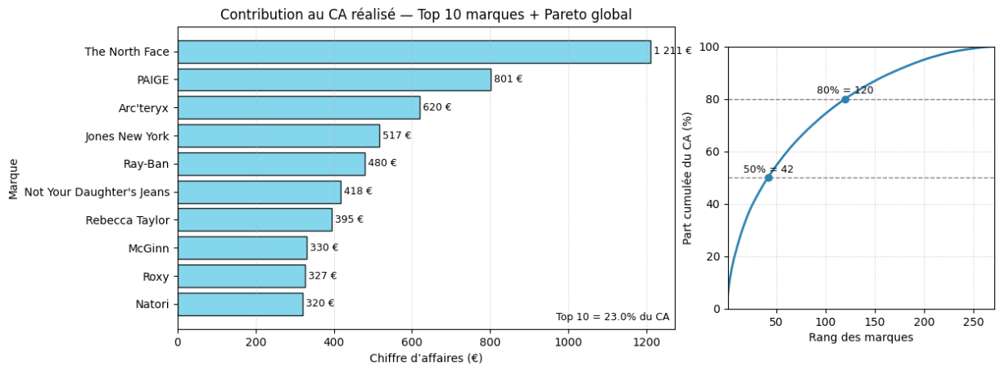 Contribution au CA réalisé — Top 10 marques + Pareto global
Marque
The North Face
1 211 €
PAIGE
801 €
Arc'teryx
620 €
Jones New York
517 €
Ray-Ban
480 €
Not Your Daughter's Jeans
418 €
Rebecca Taylor
395 €
McGinn
330 €
Roxy
327 €
Natori
320 €
Top 10 = 23.0% du CA
0 200 400 600 800 1000 1200
Chiffre d’affaires (€)
Part cumulée du CA (%)
100
80
60
40
20
0
80% = 120
50% = 42
50 100 150 200 250
Rang des marques